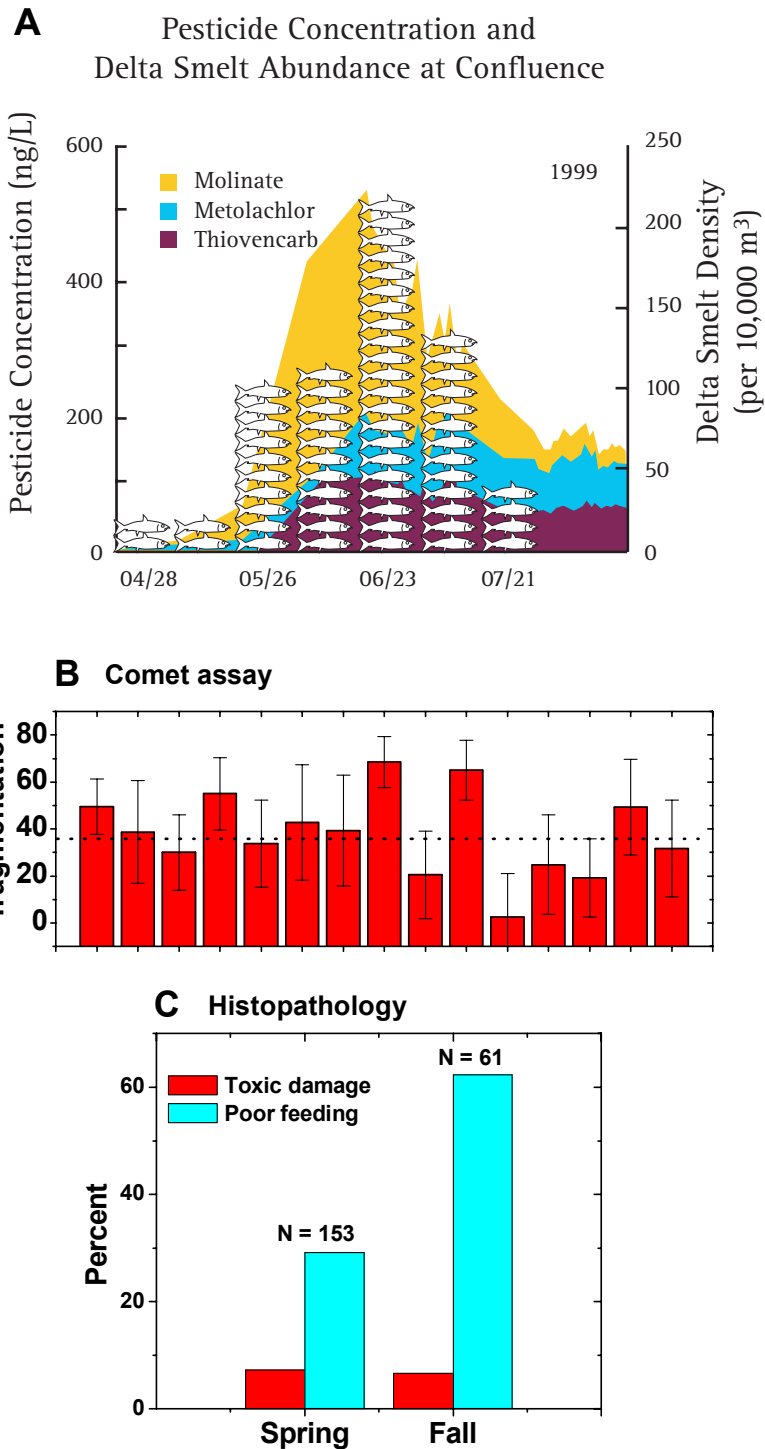 A
Pesticide Concentration and
Delta Smelt Abundance at Confluence
Pesticide Concentration (ng/L)
600
400
200
0
Molinate
Metolachlor
Thiovencarb
1999
250
200
150
100
50
0
Delta Smelt Density
(per 10,000 m³)
04/28 05/26 06/23 07/21
B Comet assay
80
60
40
20
0
C Histopathology
Toxic damage
Poor feeding
N = 61
N = 153
Percent
60
40
20
0
Spring Fall